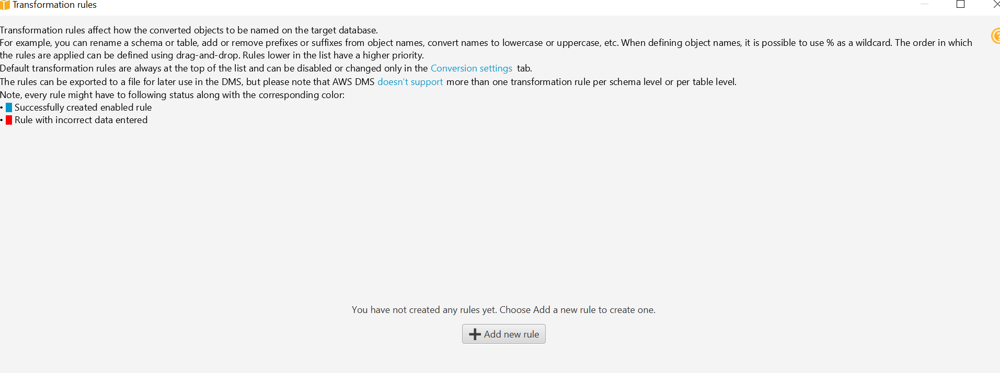 Transformation rules
Transformation rules affect how the converted objects to be named on the target database.
For example, you can rename a schema or table, add or remove prefixes or suffixes from object names, convert names to lowercase or uppercase, etc. When defining object names, it is possible to use % as a wildcard. The order in which
the rules are applied can be defined using drag-and-drop. Rules lower in the list have a higher priority.
Default transformation rules are always at the top of the list and can be disabled or changed only in the Conversion settings tab.
The rules can be exported to a file for later use in the DMS, but please note that AWS DMS doesn't support more than one transformation rule per schema level or per table level.
Note, every rule might have to following status along with the corresponding color:
• Successfully created enabled rule
• Rule with incorrect data entered
You have not created any rules yet. Choose Add a new rule to create one.
Add new rule